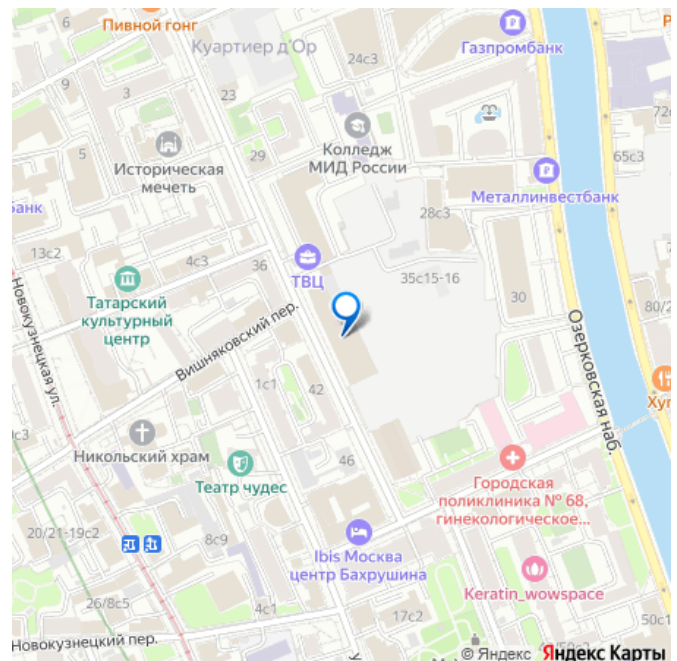 Пивной гонг
Куартиер д'Ор
24с3
Газпромбанк
9
3
6
23
5
Историческая
мечеть
29
Колледж
МИД России
65с3
Металлинвестбанк
28с3
банк
13с2
4с3
36
ТВЦ
35с15-16
30
80/2
Татарский
культурный
центр
Вишняковский пер.
Новокузнецкая ул.
Озерковская наб.
1с1
42
Никольский храм
Театр чудес
46
Городская
поликлиника № 68,
гинекологическое...
20/21-19с2
8с9
Ibis Москва
центр Бахрушина
Keratin_wowspace
26/8с5
4с1
17с2
50с1
Новокузнецкий пер.
© Яндекс Яндекс Карты